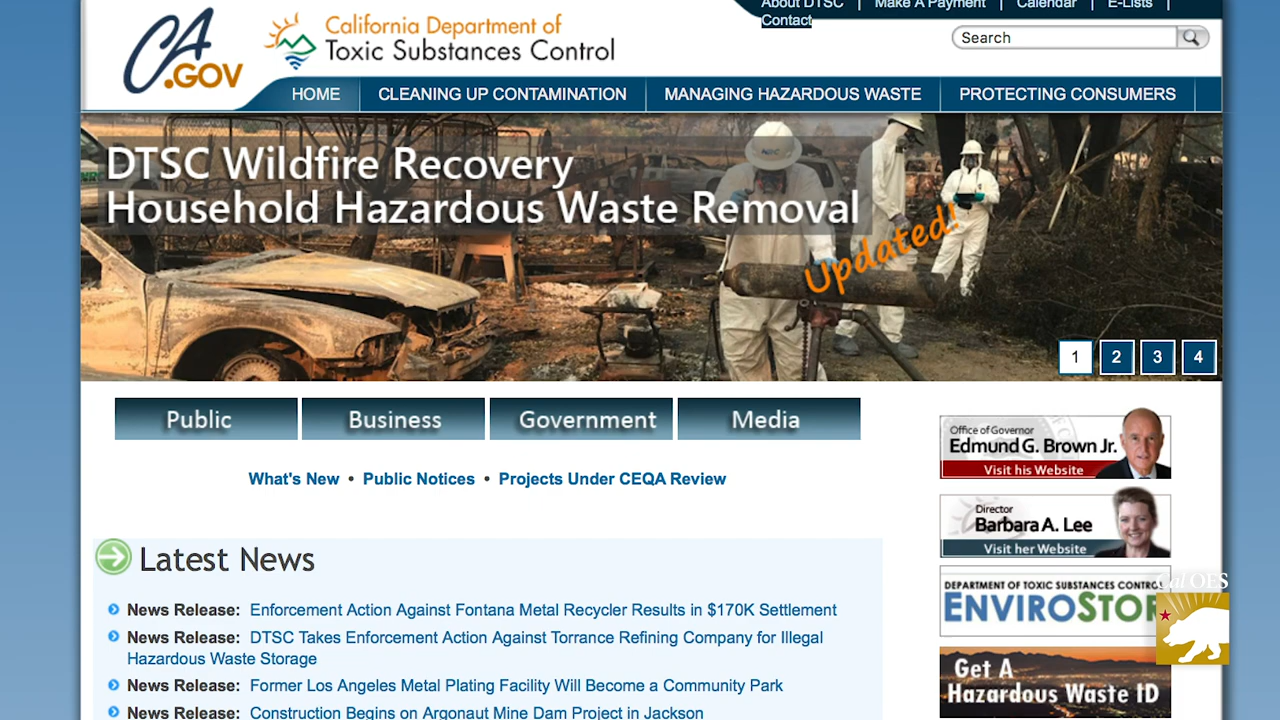 About DTSC | Make A Payment | Calendar | E-Lists |
Contact
CA
.GOV
California Department of
Toxic Substances Control
Search
HOME
CLEANING UP CONTAMINATION
MANAGING HAZARDOUS WASTE
PROTECTING CONSUMERS
DTSC Wildfire Recovery
Household Hazardous Waste Removal
Updated!
1 2 3 4
Public
Business
Government
Media
What's New • Public Notices • Projects Under CEQA Review
Office of Governor
Edmund G. Brown Jr.
Visit his Website
Director
Barbara A. Lee
Visit her Website
DEPARTMENT OF TOXIC SUBSTANCES CONTROL
ENVIROSTOR
Cal OES
Get A
Hazardous Waste ID
Latest News
News Release: Enforcement Action Against Fontana Metal Recycler Results in $170K Settlement
News Release: DTSC Takes Enforcement Action Against Torrance Refining Company for Illegal
Hazardous Waste Storage
News Release: Former Los Angeles Metal Plating Facility Will Become a Community Park
News Release: Construction Begins on Argonaut Mine Dam Project in Jackson